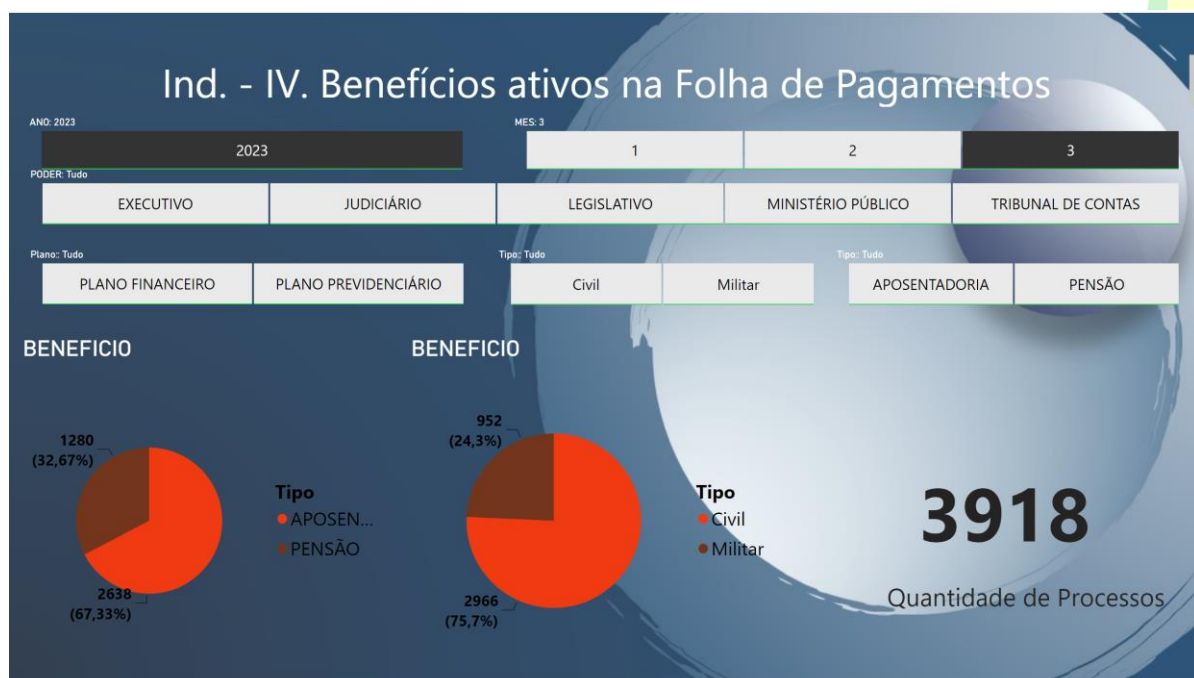 Ind. - IV. Benefícios ativos na Folha de Pagamentos
ANO: 2023
MES: 3
2023
1
2
3
PODER: Tudo
EXECUTIVO
JUDICIÁRIO
LEGISLATIVO
MINISTÉRIO PÚBLICO
TRIBUNAL DE CONTAS
Plano:: Tudo
Tipo:: Tudo
Tipo:: Tudo
PLANO FINANCEIRO
PLANO PREVIDENCIÁRIO
Civil
Militar
APOSENTADORIA
PENSÃO
BENEFICIO
1280
(32,67%)
2638
(67,33%)
Tipo
APOSEN...
PENSÃO
BENEFICIO
952
(24,3%)
2966
(75,7%)
Tipo
Civil
Militar
3918
Quantidade de Processos